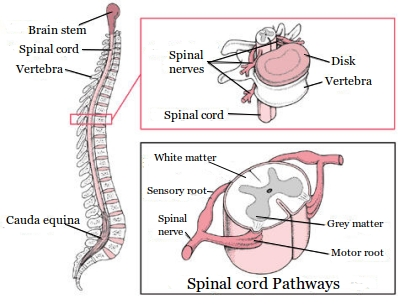 Brain stem
Spinal cord
Vertebra
Cauda equina
Spinal
nerves
Disk
Vertebra
Spinal cord
White matter
Sensory root
Spinal
nerve
Grey matter
Motor root
Spinal cord Pathways